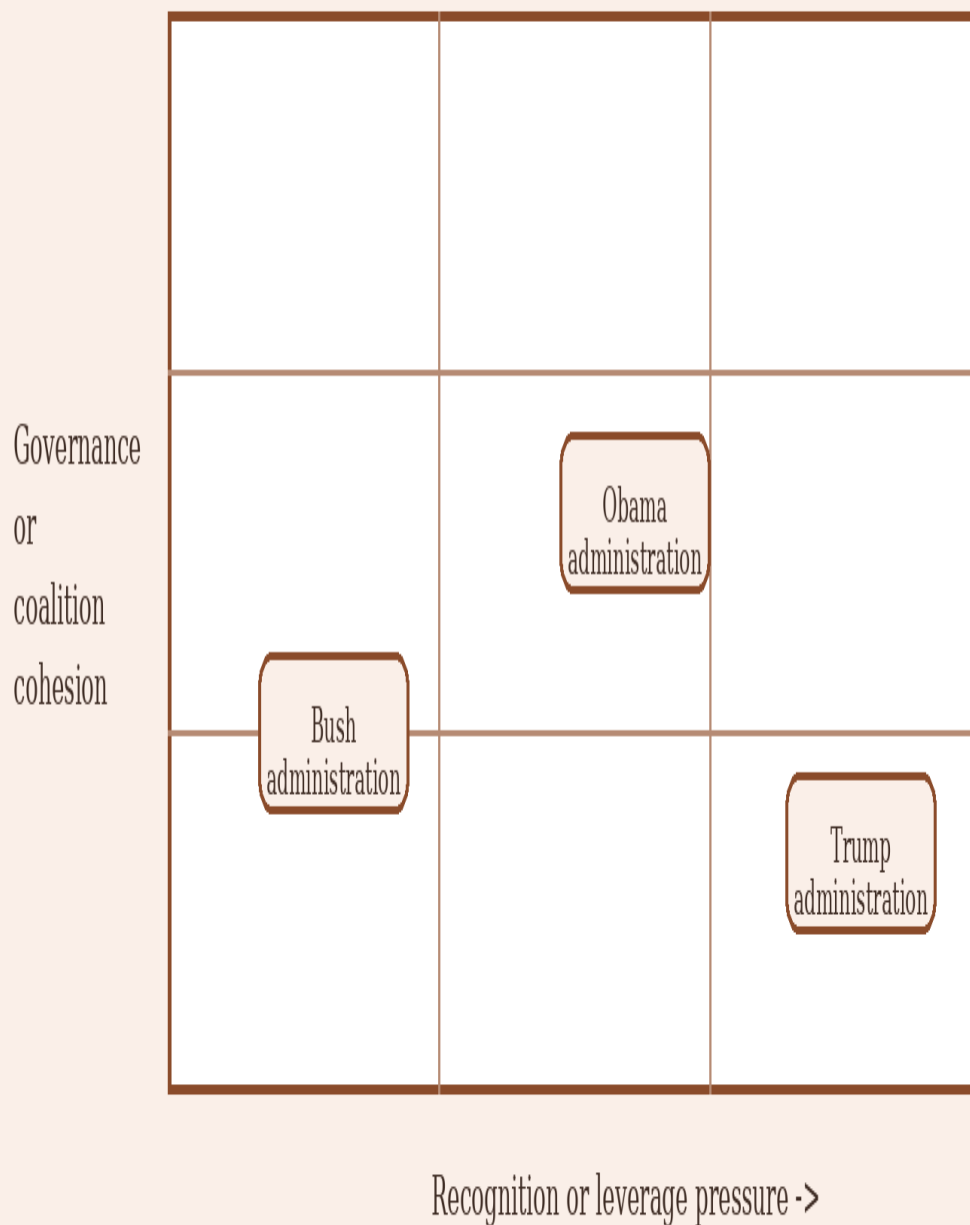 Governance
or
coalition
cohesion
Obama
administration
Bush
administration
Trump
administration
Recognition or leverage pressure ->